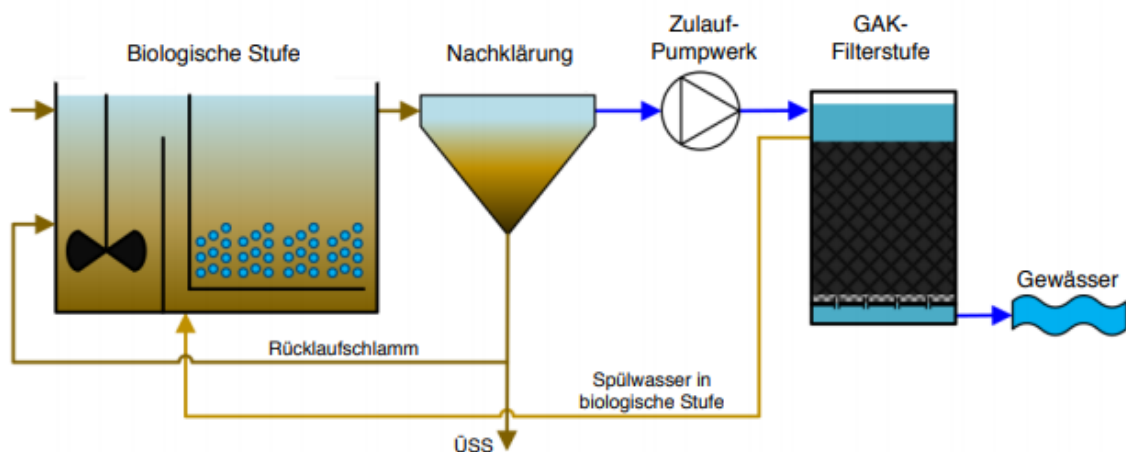 Biologische Stufe
Nachklärung
Zulauf-
Pumpwerk
GAK-
Filterstufe
Gewässer
Rücklaufschlamm
Spülwasser in
biologische Stufe
ÜSS